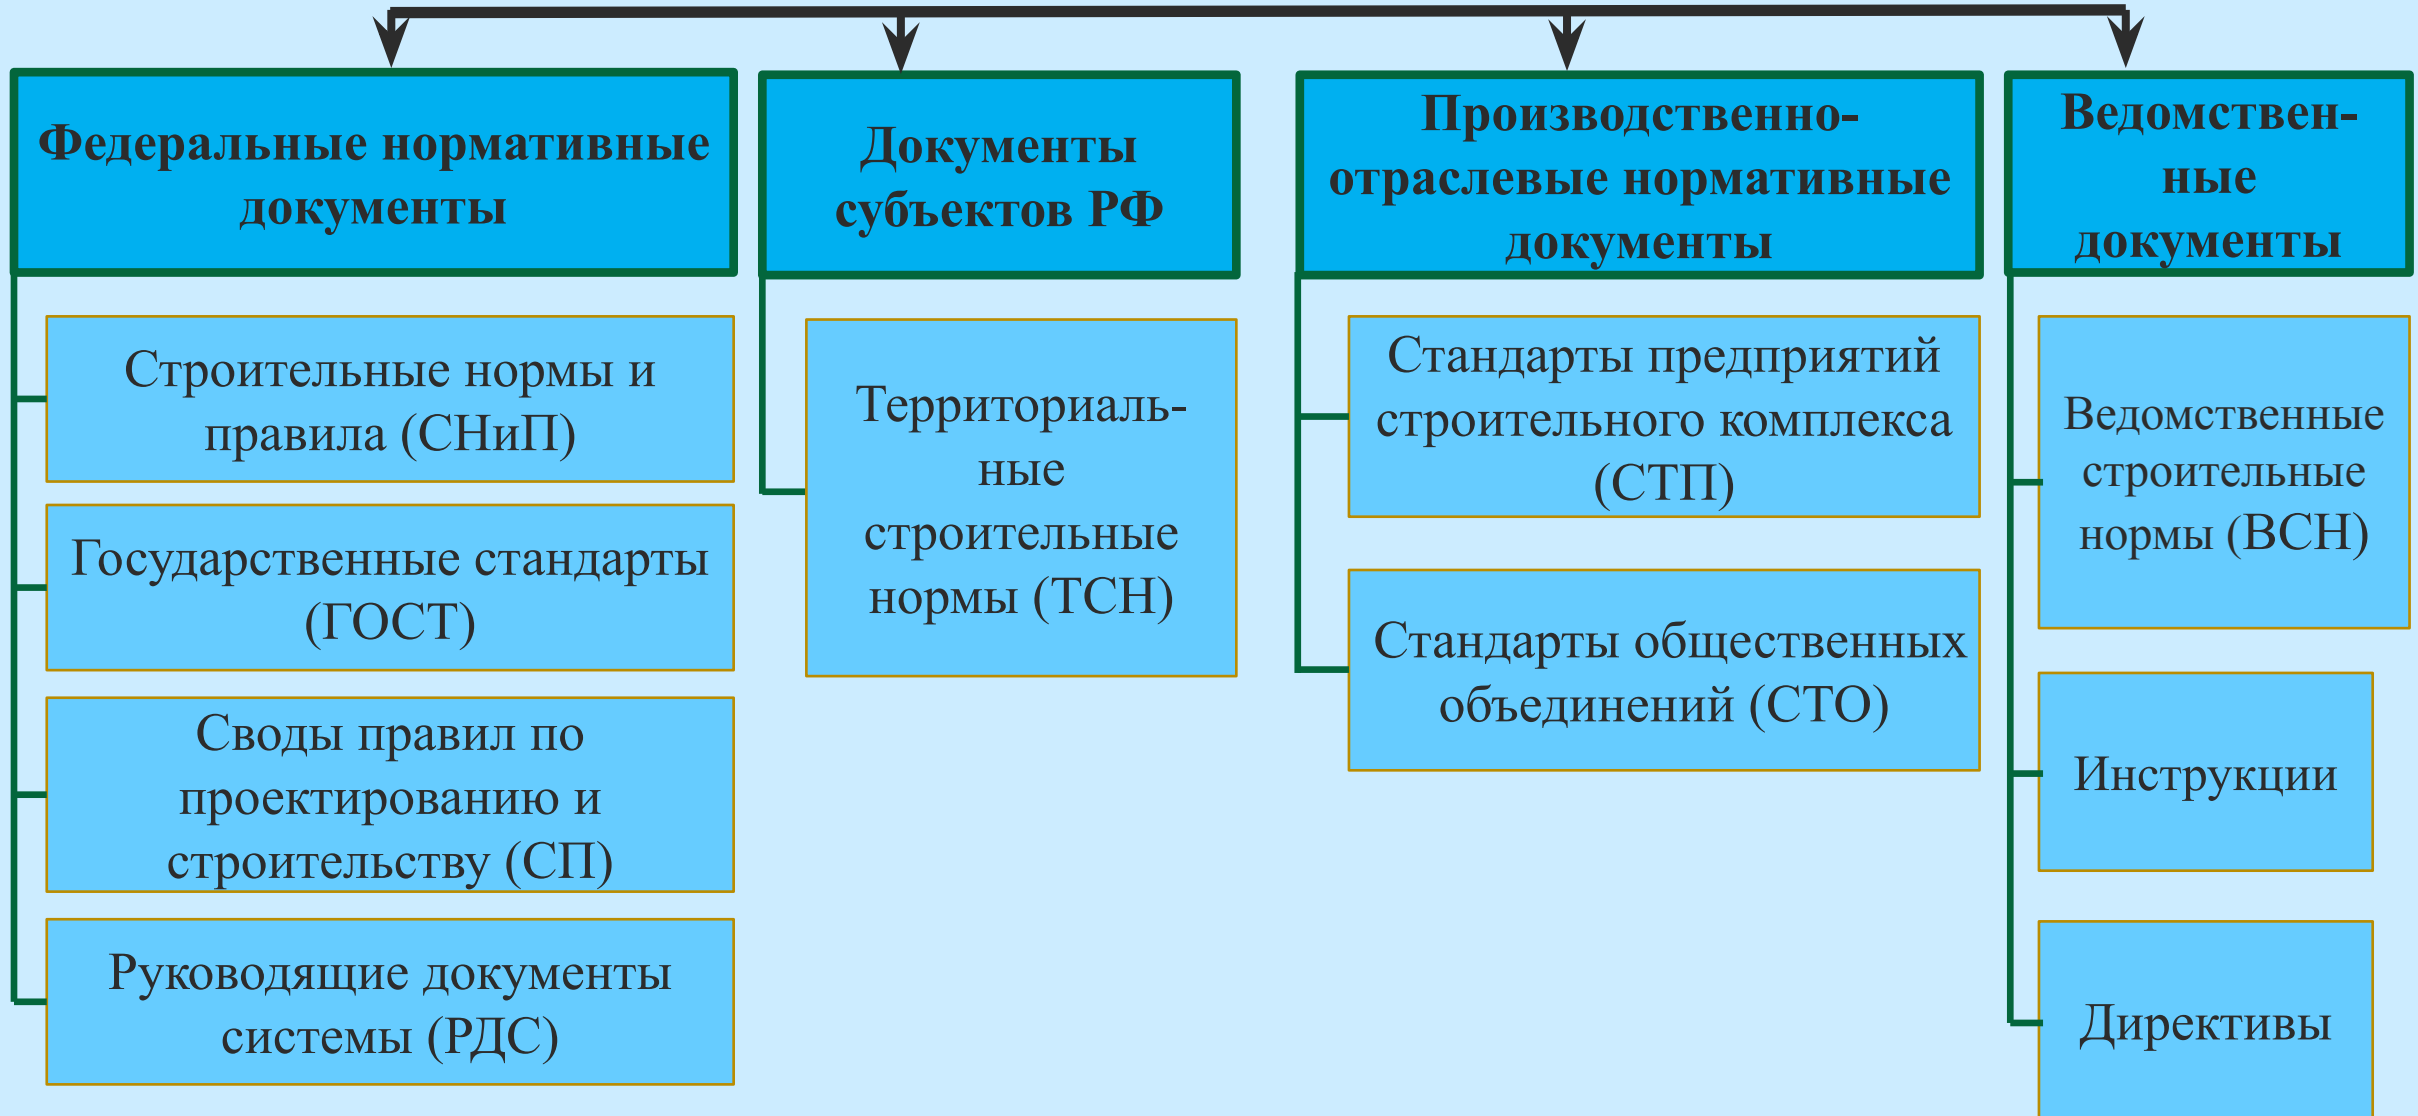 Федеральные нормативные
документы
Строительные нормы и
правила (СНиП)
Государственные стандарты
(ГОСТ)
Своды правил по
проектированию и
строительству (СП)
Руководящие документы
системы (РДС)
Документы
субъектов РФ
Территориаль-
ные
строительные
нормы (ТСН)
Производственно-
отраслевые нормативные
документы
Стандарты предприятий
строительного комплекса
(СТП)
Стандарты общественных
объединений (СТО)
Ведомствен-
ные
документы
Ведомственные
строительные
нормы (ВСН)
Инструкции
Директивы